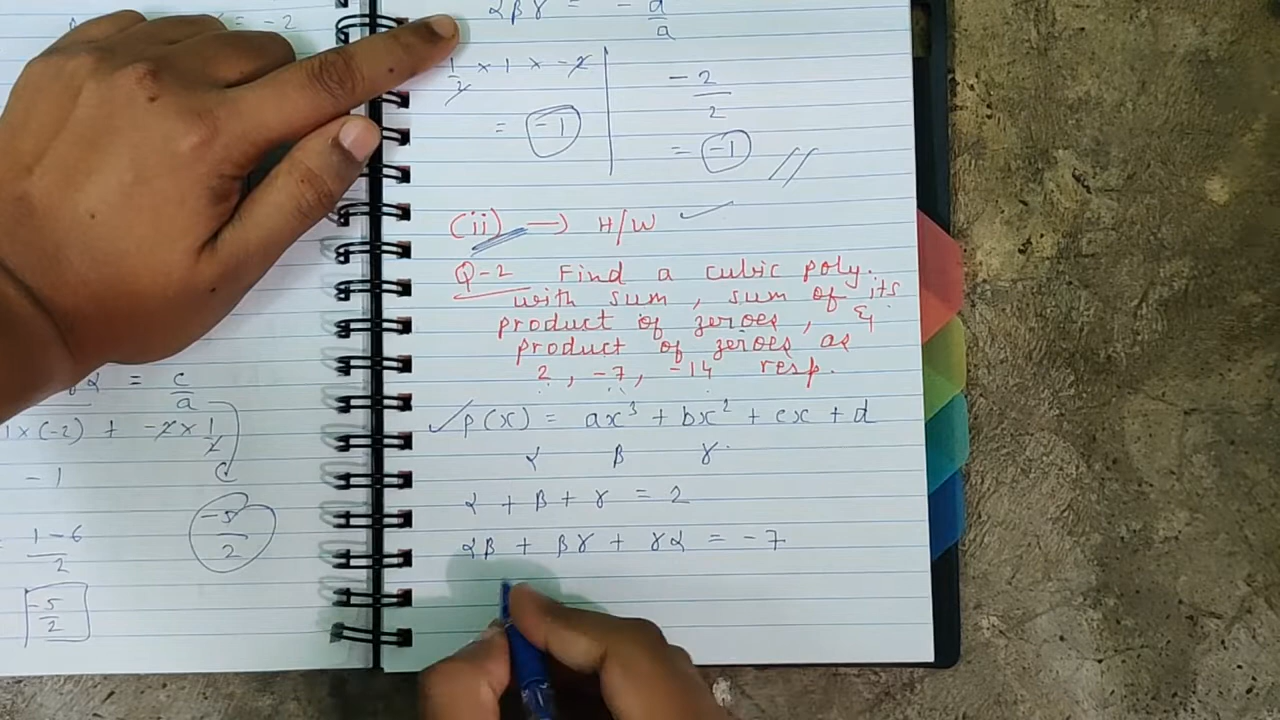 = -2
αβγ = - d/a
1/2 × 1 × -2
= -1
-2/2
= -1
(ii) → H/W
Q-2 Find a cubic poly.
with sum, sum of its
product of zeroes, &
product of zeroes as
2, -7, -14 resp.
p(x) = ax³ + bx² + cx + d
α β γ
α + β + γ = 2
αβ + βγ + γα = -7
α = c/a
1×(-2) + -2×1/2
-1
1-6/2
-5/2
-5/2